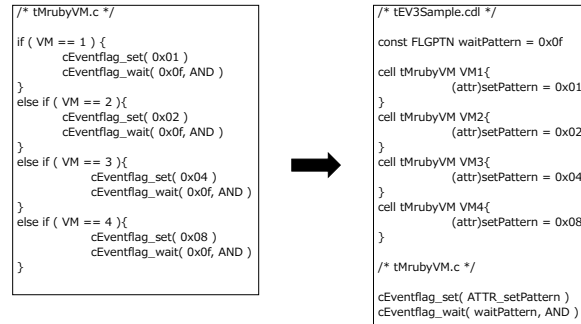 /* tMrubyVM.c */
if ( VM == 1 ) {
cEventflag_set( 0x01 )
cEventflag_wait( 0x0f, AND )
}
else if ( VM == 2 ){
cEventflag_set( 0x02 )
cEventflag_wait( 0x0f, AND )
}
else if ( VM == 3 ){
cEventflag_set( 0x04 )
cEventflag_wait( 0x0f, AND )
}
else if ( VM == 4 ){
cEventflag_set( 0x08 )
cEventflag_wait( 0x0f, AND )
}
/* tEV3Sample.cdl */
const FLGPTN waitPattern = 0x0f
cell tMrubyVM VM1{
(attr)setPattern = 0x01
}
cell tMrubyVM VM2{
(attr)setPattern = 0x02
}
cell tMrubyVM VM3{
(attr)setPattern = 0x04
}
cell tMrubyVM VM4{
(attr)setPattern = 0x08
}
/* tMrubyVM.c */
cEventflag_set( ATTR_setPattern )
cEventflag_wait( waitPattern, AND )